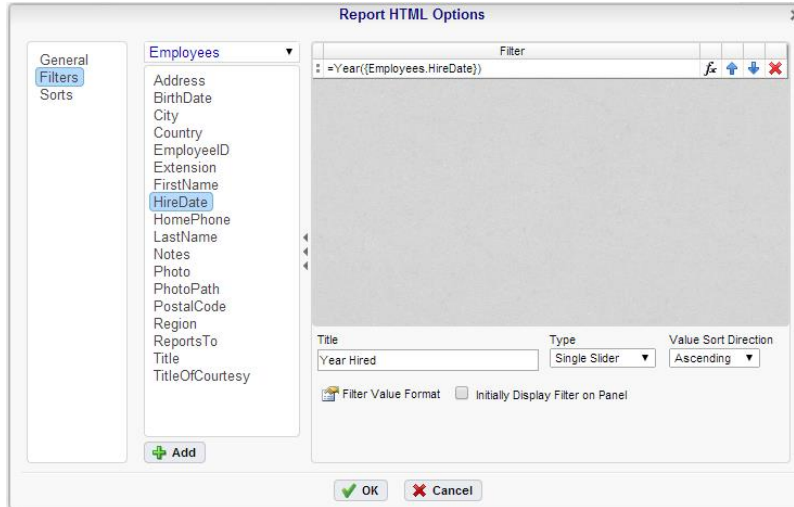 Report HTML Options
General
Filters
Sorts
Employees
Address
BirthDate
City
Country
EmployeeID
Extension
FirstName
HireDate
HomePhone
LastName
Notes
Photo
PhotoPath
PostalCode
Region
ReportsTo
Title
TitleOfCourtesy
Add
Filter
=Year({Employees.HireDate})
fx
Title
Type
Value Sort Direction
Year Hired
Single Slider
Ascending
Filter Value Format
Initially Display Filter on Panel
OK
Cancel